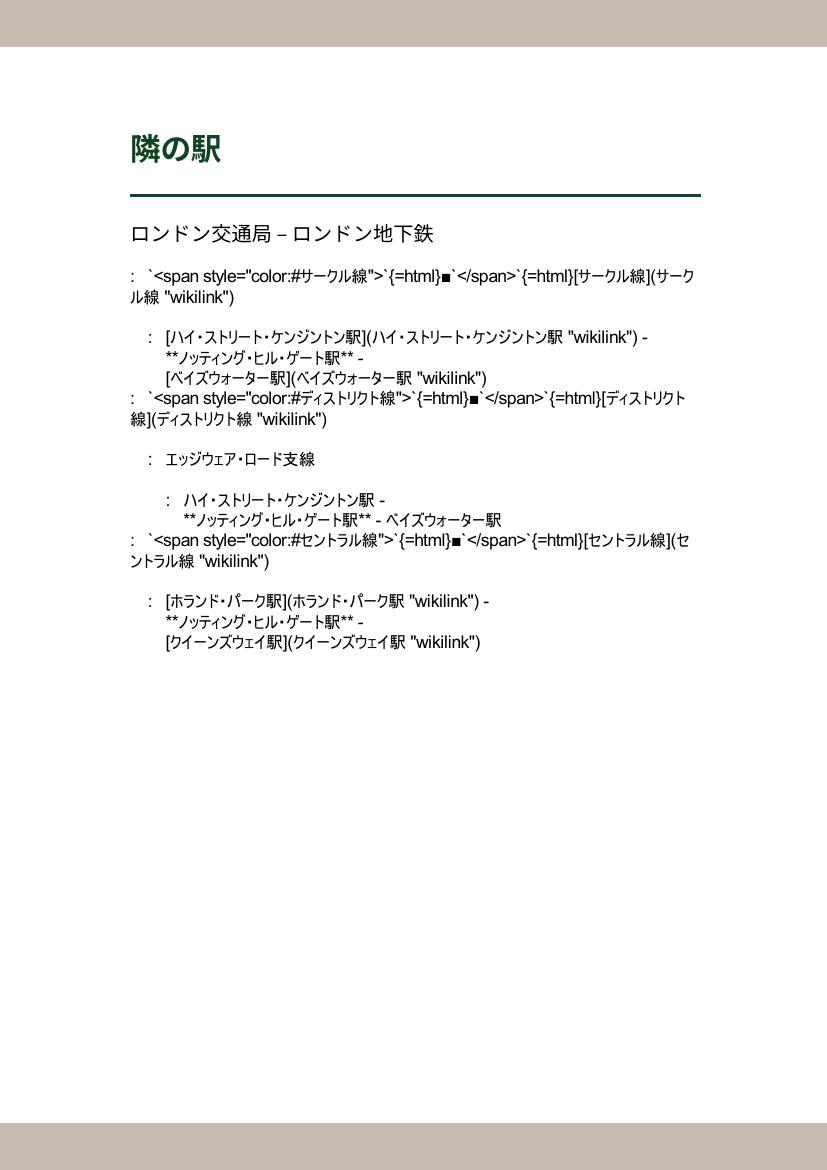 隣の駅
ロンドン交通局 – ロンドン地下鉄
:   `<span style="color:#サークル線">`{=html}■`</span>`{=html}[サークル線](サーク
ル線 "wikilink")
:   [ハイ・ストリート・ケンジントン駅](ハイ・ストリート・ケンジントン駅 "wikilink") -
**ノッティング・ヒル・ゲート駅** -
[ベイズウォーター駅](ベイズウォーター駅 "wikilink")
:   `<span style="color:#ディストリクト線">`{=html}■`</span>`{=html}[ディストリクト
線](ディストリクト線 "wikilink")
:   エッジウェア・ロード支線
:   ハイ・ストリート・ケンジントン駅 -
**ノッティング・ヒル・ゲート駅** - ベイズウォーター駅
:   `<span style="color:#セントラル線">`{=html}■`</span>`{=html}[セントラル線](セ
ントラル線 "wikilink")
:   [ホランド・パーク駅](ホランド・パーク駅 "wikilink") -
**ノッティング・ヒル・ゲート駅** -
[クイーンズウェイ駅](クイーンズウェイ駅 "wikilink")